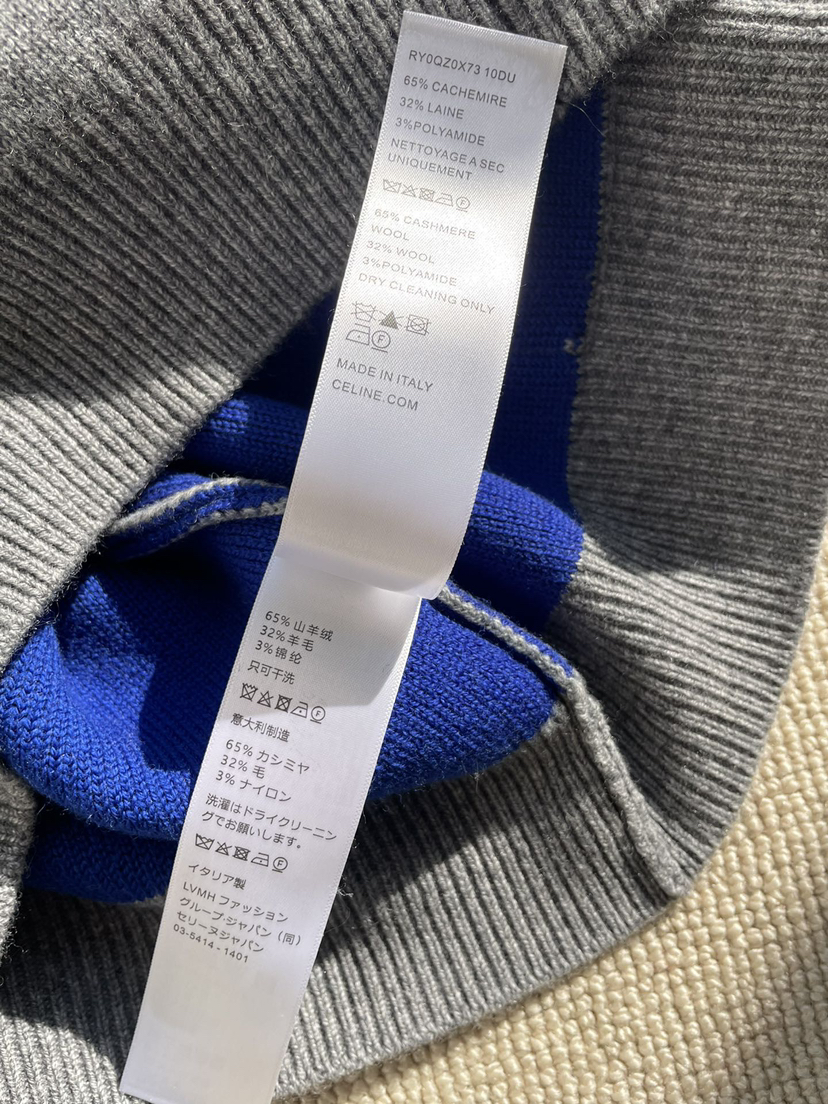 RY0QZ0X73 10DU
65% CACHEMIRE
32% LAINE
3%POLYAMIDE
NETTOYAGE A SEC
UNIQUEMENT
F
65% CASHMERE
WOOL
32% WOOL
3%POLYAMIDE
DRY CLEANING ONLY
F
MADE IN ITALY
CELINE.COM
65% 山羊绒
32% 羊毛
3% 锦纶
只可干洗
F
意大利制造
65% カシミヤ
32% 毛
3% ナイロン
洗濯はドライクリーニン
グでお願いします。
F
イタリア製
LVMH ファッション
グループ・ジャパン（同）
セリーヌジャパン
03-5414-1401